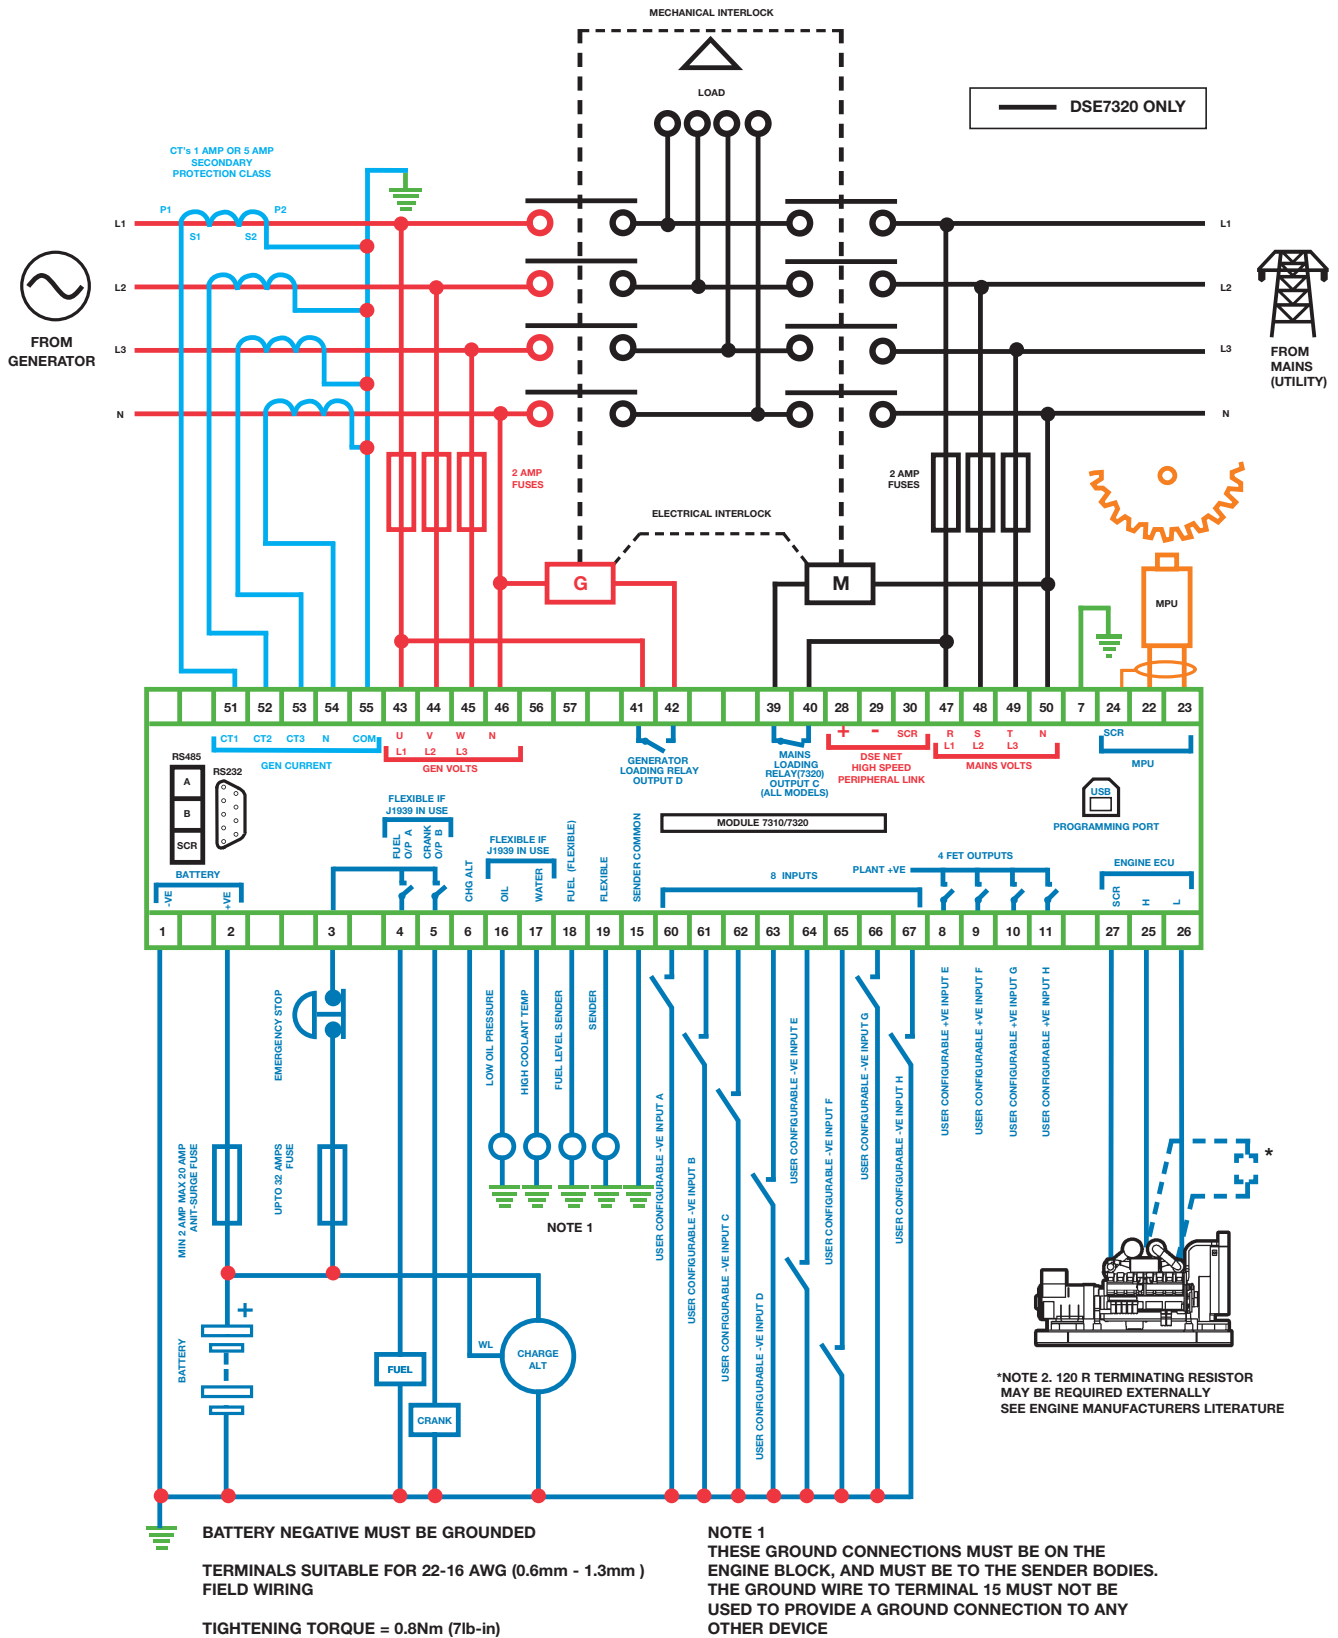 MECHANICAL INTERLOCK
LOAD
DSE7320 ONLY
CT's 1 AMP OR 5 AMP
SECONDARY
PROTECTION CLASS
P1
P2
S1
S2
L1
L2
L3
N
FROM
GENERATOR
L1
L2
L3
N
FROM
MAINS
(UTILITY)
2 AMP
FUSES
2 AMP
FUSES
ELECTRICAL INTERLOCK
G
M
MPU
51
52
53
54
55
43
44
45
46
56
57
41
42
39
40
28
29
30
47
48
49
50
7
24
22
23
CT1
CT2
CT3
N
COM
GEN CURRENT
U
V
W
N
L1
L2
L3
GEN VOLTS
GENERATOR
LOADING RELAY
OUTPUT D
MAINS
LOADING
RELAY(7320)
OUTPUT C
(ALL MODELS)
+
-
SCR
DSE NET
HIGH SPEED
PERIPHERAL LINK
R
S
T
N
L1
L2
L3
MAINS VOLTS
SCR
MPU
RS485
A
B
SCR
RS232
USB
PROGRAMMING PORT
FLEXIBLE IF
J1939 IN USE
FUEL
O/P A
CRANK
O/P B
CHG ALT
FLEXIBLE IF
J1939 IN USE
OIL
WATER
FUEL (FLEXIBLE)
FLEXIBLE
SENDER COMMON
MODULE 7310/7320
8 INPUTS
PLANT +VE
4 FET OUTPUTS
ENGINE ECU
SCR
H
L
BATTERY
-VE
+VE
1
2
3
4
5
6
16
17
18
19
15
60
61
62
63
64
65
66
67
8
9
10
11
27
25
26
EMERGENCY STOP
MIN 2 AMP MAX 20 AMP
ANIT-SURGE FUSE
UPTO 32 AMPS
FUSE
LOW OIL PRESSURE
HIGH COOLANT TEMP
FUEL LEVEL SENDER
SENDER
NOTE 1
USER CONFIGURABLE -VE INPUT A
USER CONFIGURABLE -VE INPUT B
USER CONFIGURABLE -VE INPUT C
USER CONFIGURABLE -VE INPUT D
USER CONFIGURABLE -VE INPUT E
USER CONFIGURABLE -VE INPUT F
USER CONFIGURABLE -VE INPUT G
USER CONFIGURABLE -VE INPUT H
USER CONFIGURABLE +VE INPUT E
USER CONFIGURABLE +VE INPUT F
USER CONFIGURABLE +VE INPUT G
USER CONFIGURABLE +VE INPUT H
*
+
BATTERY
WL
CHARGE
ALT
FUEL
CRANK
*NOTE 2. 120 R TERMINATING RESISTOR
MAY BE REQUIRED EXTERNALLY
SEE ENGINE MANUFACTURERS LITERATURE
BATTERY NEGATIVE MUST BE GROUNDED
TERMINALS SUITABLE FOR 22-16 AWG (0.6mm - 1.3mm )
FIELD WIRING
TIGHTENING TORQUE = 0.8Nm (7lb-in)
NOTE 1
THESE GROUND CONNECTIONS MUST BE ON THE
ENGINE BLOCK, AND MUST BE TO THE SENDER BODIES.
THE GROUND WIRE TO TERMINAL 15 MUST NOT BE
USED TO PROVIDE A GROUND CONNECTION TO ANY
OTHER DEVICE